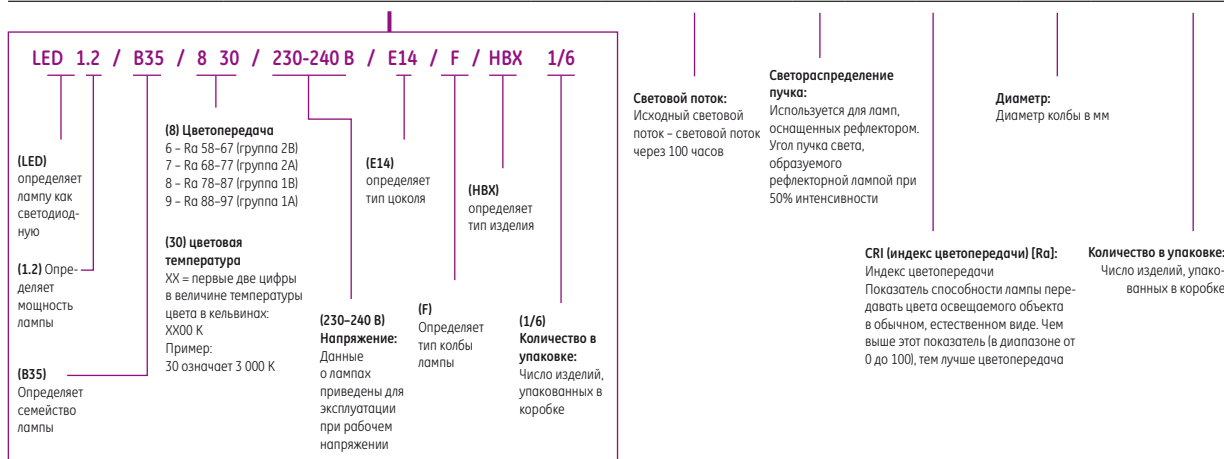 LED 1.2 / B35 / 8 30 / 230-240 В / E14 / F / HBX 1/6
(LED)
определяет
лампу как
светодиод-
ную
(1.2) Опре-
деляет
мощность
лампы
(B35)
Определяет
семейство
лампы
(8) Цветопередача
6 – Ra 58–67 (группа 2B)
7 – Ra 68–77 (группа 2A)
8 – Ra 78–87 (группа 1B)
9 – Ra 88–97 (группа 1A)
(30) цветовая
температура
XX = первые две цифры
в величине температуры
цвета в кельвинах:
XX00 K
Пример:
30 означает 3 000 K
(230–240 В)
Напряжение:
Данные
о лампах
приведены для
эксплуатации
при рабочем
напряжении
(E14)
определяет
тип цоколя
(F)
Определяет
тип колбы
лампы
(HBX)
определяет
тип изделия
(1/6)
Количество в
упаковке:
Число изделий,
упакованных в
коробке
Световой поток:
Исходный световой
поток – световой поток
через 100 часов
Светораспределение
пучка:
Используется для ламп,
оснащенных рефлектором.
Угол пучка света,
образуемого
рефлекторной лампой при
50% интенсивности
CRI (индекс цветопередачи) [Ra]:
Индекс цветопередачи
Показатель способности лампы пере-
давать цвета освещаемого объекта
в обычном, естественном виде. Чем
выше этот показатель (в диапазоне от
0 до 100), тем лучше цветопередача
Диаметр:
Диаметр колбы в мм
Количество в упаковке:
Число изделий, упако-
ванных в коробке